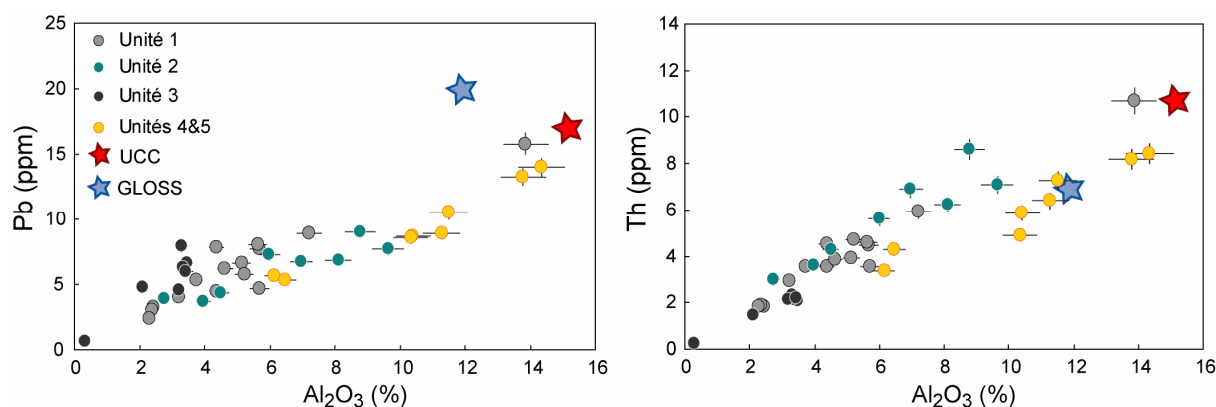 25
20
15
10
5
0
Pb (ppm)
Unité 1
Unité 2
Unité 3
Unités 4&5
UCC
GLOSS
0 2 4 6 8 10 12 14 16
Al₂O₃ (%)
14
12
10
8
6
4
2
0
Th (ppm)
0 2 4 6 8 10 12 14 16
Al₂O₃ (%)